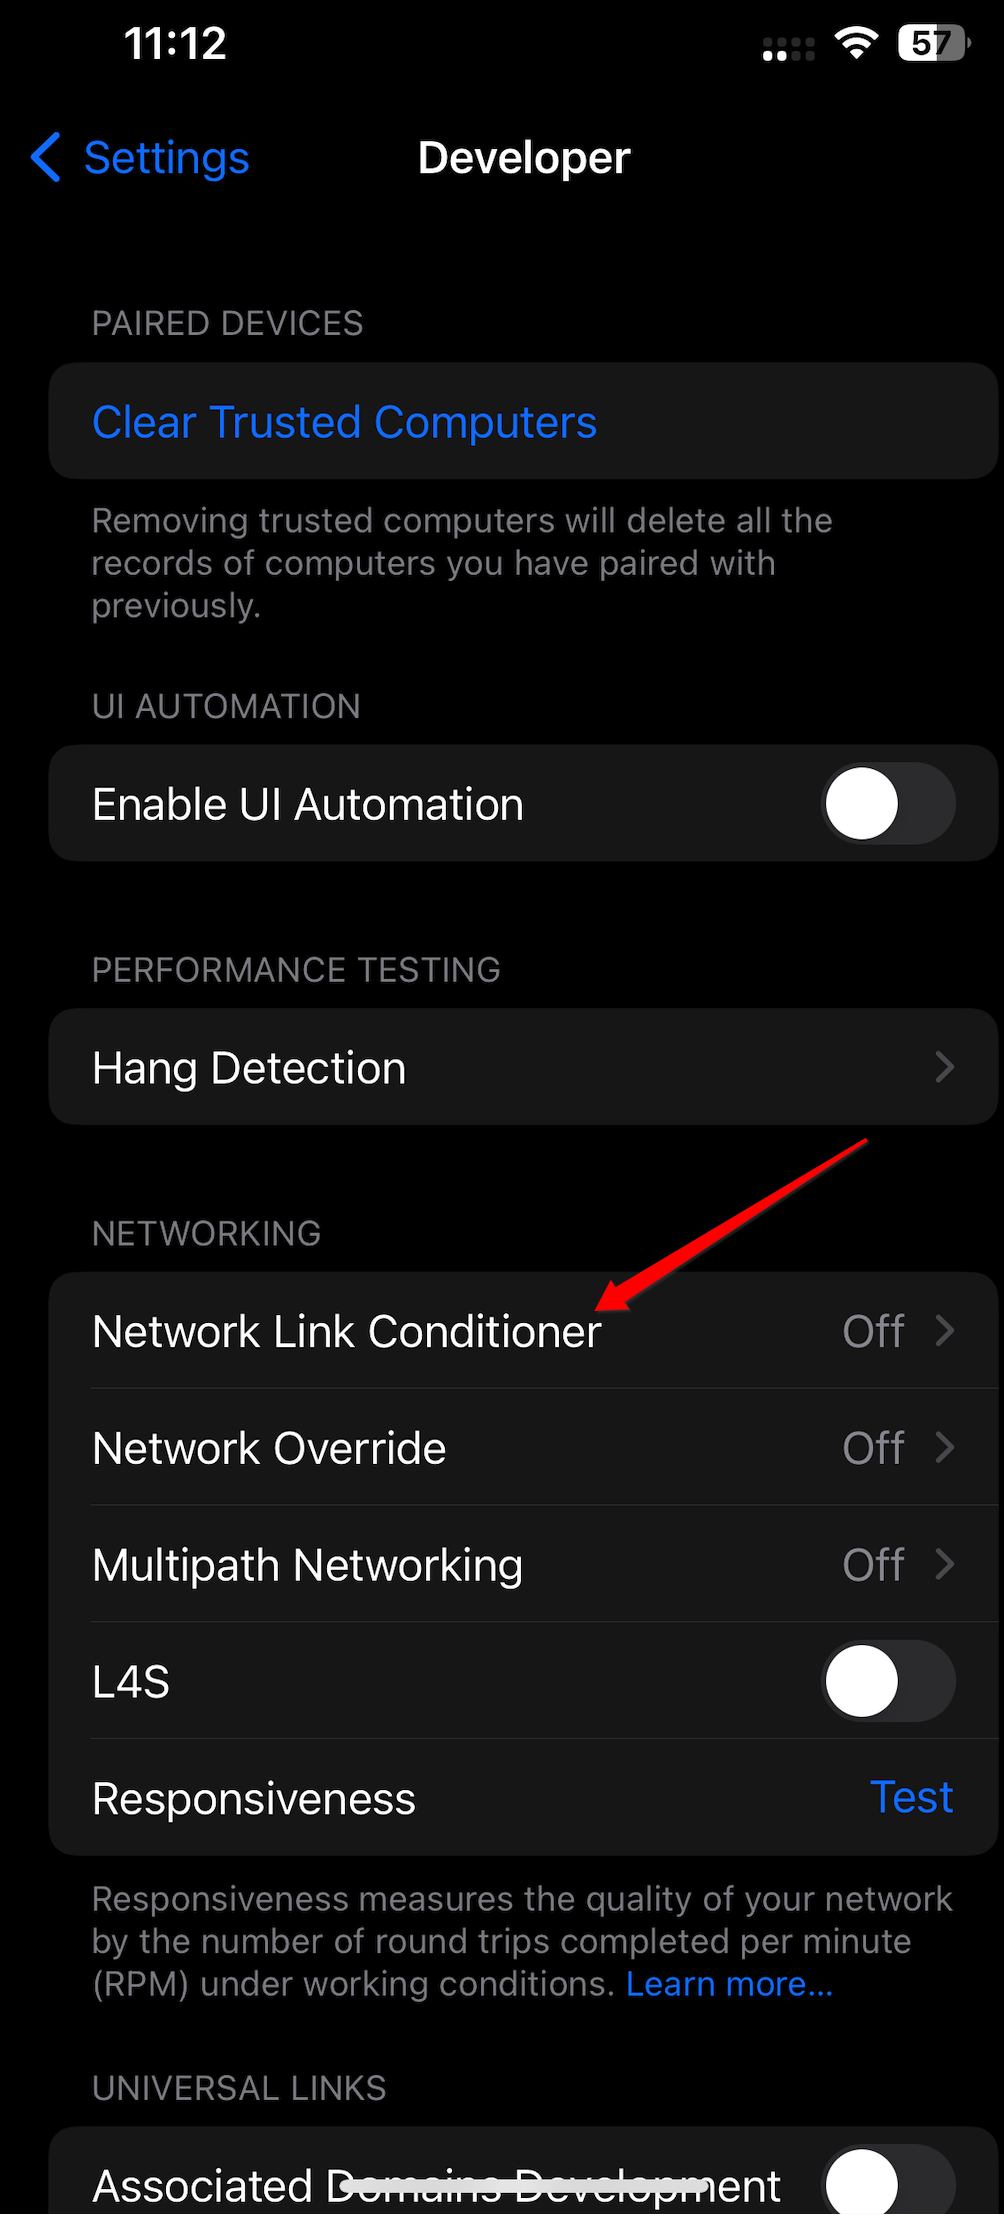 11:12
57
Settings
Developer
PAIRED DEVICES
Clear Trusted Computers
Removing trusted computers will delete all the
records of computers you have paired with
previously.
UI AUTOMATION
Enable UI Automation
PERFORMANCE TESTING
Hang Detection
NETWORKING
Network Link Conditioner Off
Network Override Off
Multipath Networking Off
L4S
Responsiveness Test
Responsiveness measures the quality of your network
by the number of round trips completed per minute
(RPM) under working conditions. Learn more...
UNIVERSAL LINKS
Associated Domains Development